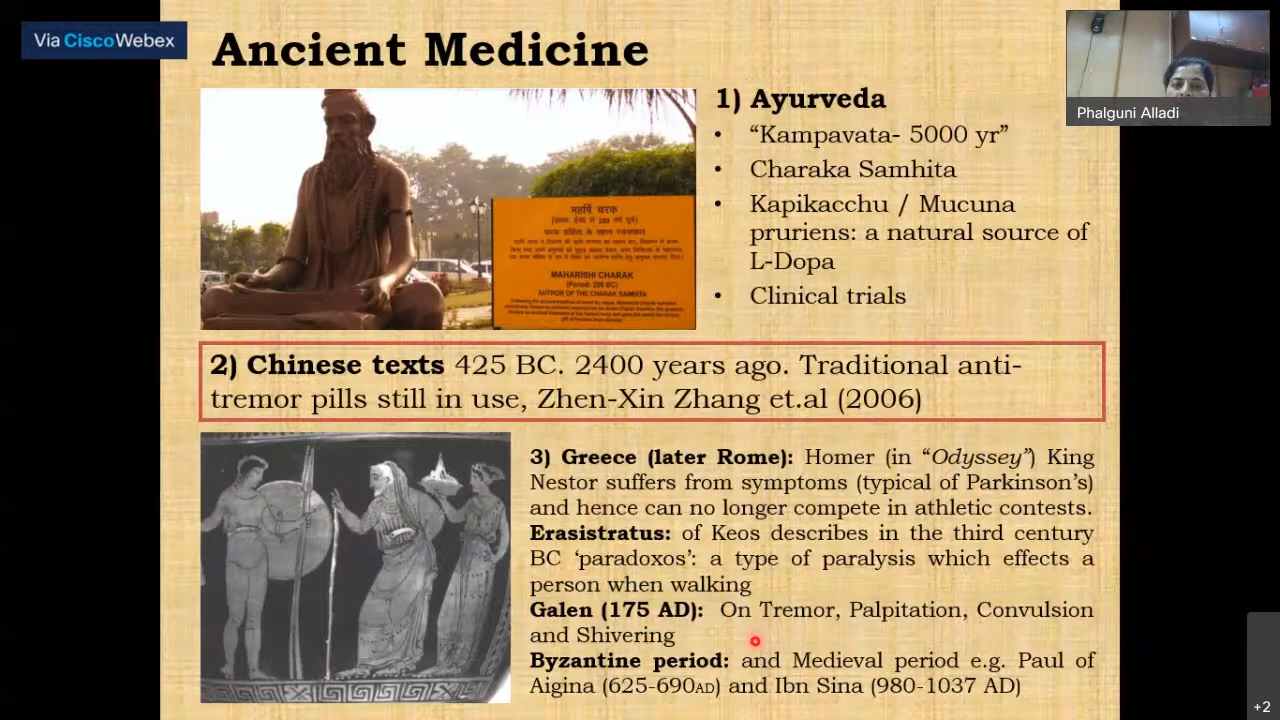 Via CiscoWebex
Ancient Medicine
Phalguni Alladi
1) Ayurveda
• “Kampavata- 5000 yr”
• Charaka Samhita
• Kapikacchu / Mucuna
pruriens: a natural source of
L-Dopa
• Clinical trials
महर्षि चरक
MAHARISHI CHARAK
AUTHOR OF THE CHARAK SAMHITA
2) Chinese texts 425 BC. 2400 years ago. Traditional anti-
tremor pills still in use, Zhen-Xin Zhang et.al (2006)
3) Greece (later Rome): Homer (in “Odyssey”) King
Nestor suffers from symptoms (typical of Parkinson’s)
and hence can no longer compete in athletic contests.
Erasistratus: of Keos describes in the third century
BC ‘paradoxos’: a type of paralysis which effects a
person when walking
Galen (175 AD): On Tremor, Palpitation, Convulsion
and Shivering
Byzantine period: and Medieval period e.g. Paul of
Aigina (625-690AD) and Ibn Sina (980-1037 AD)
+2